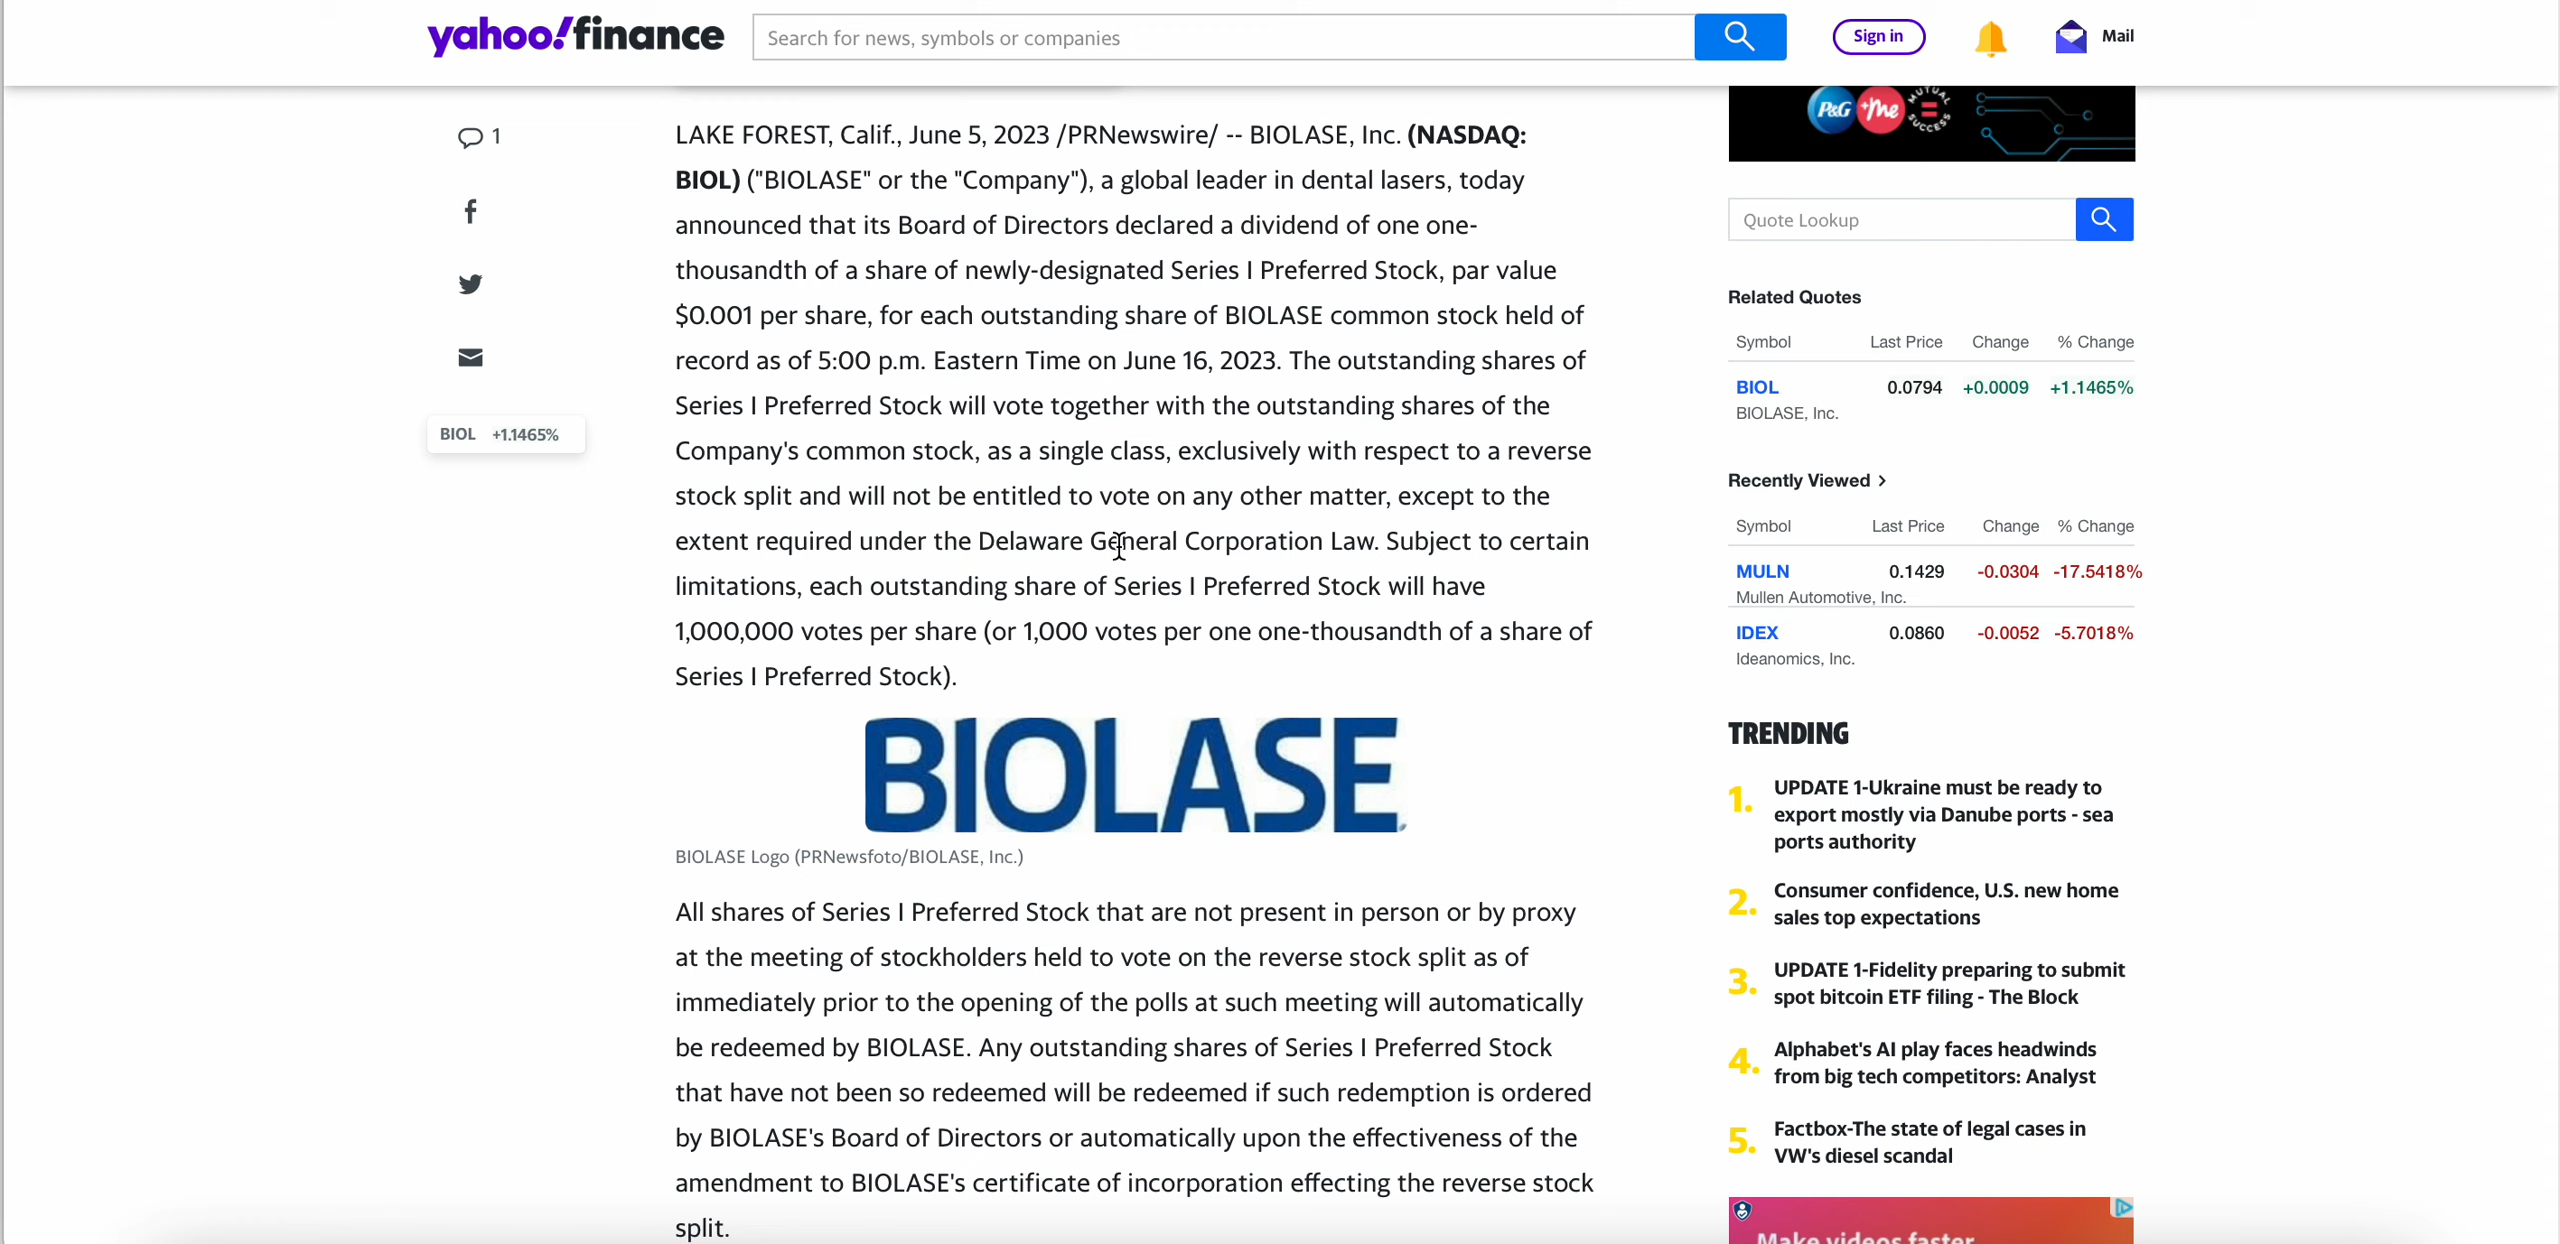 yahoo!finance
Search for news, symbols or companies
Sign in
Mail
1
BIOL +1.1465%
LAKE FOREST, Calif., June 5, 2023 /PRNewswire/ -- BIOLASE, Inc. (NASDAQ:
BIOL) ("BIOLASE" or the "Company"), a global leader in dental lasers, today
announced that its Board of Directors declared a dividend of one one-
thousandth of a share of newly-designated Series I Preferred Stock, par value
$0.001 per share, for each outstanding share of BIOLASE common stock held of
record as of 5:00 p.m. Eastern Time on June 16, 2023. The outstanding shares of
Series I Preferred Stock will vote together with the outstanding shares of the
Company's common stock, as a single class, exclusively with respect to a reverse
stock split and will not be entitled to vote on any other matter, except to the
extent required under the Delaware General Corporation Law. Subject to certain
limitations, each outstanding share of Series I Preferred Stock will have
1,000,000 votes per share (or 1,000 votes per one one-thousandth of a share of
Series I Preferred Stock).
BIOLASE
BIOLASE Logo (PRNewsfoto/BIOLASE, Inc.)
All shares of Series I Preferred Stock that are not present in person or by proxy
at the meeting of stockholders held to vote on the reverse stock split as of
immediately prior to the opening of the polls at such meeting will automatically
be redeemed by BIOLASE. Any outstanding shares of Series I Preferred Stock
that have not been so redeemed will be redeemed if such redemption is ordered
by BIOLASE's Board of Directors or automatically upon the effectiveness of the
amendment to BIOLASE's certificate of incorporation effecting the reverse stock
split.
P&G +Me MUTUAL SUCCESS
Quote Lookup
Related Quotes
Symbol Last Price Change % Change
BIOL 0.0794 +0.0009 +1.1465%
BIOLASE, Inc.
Recently Viewed >
Symbol Last Price Change % Change
MULN 0.1429 -0.0304 -17.5418%
Mullen Automotive, Inc.
IDEX 0.0860 -0.0052 -5.7018%
Ideanomics, Inc.
TRENDING
1. UPDATE 1-Ukraine must be ready to
export mostly via Danube ports - sea
ports authority
2. Consumer confidence, U.S. new home
sales top expectations
3. UPDATE 1-Fidelity preparing to submit
spot bitcoin ETF filing - The Block
4. Alphabet's AI play faces headwinds
from big tech competitors: Analyst
5. Factbox-The state of legal cases in
VW's diesel scandal
Make videos faster